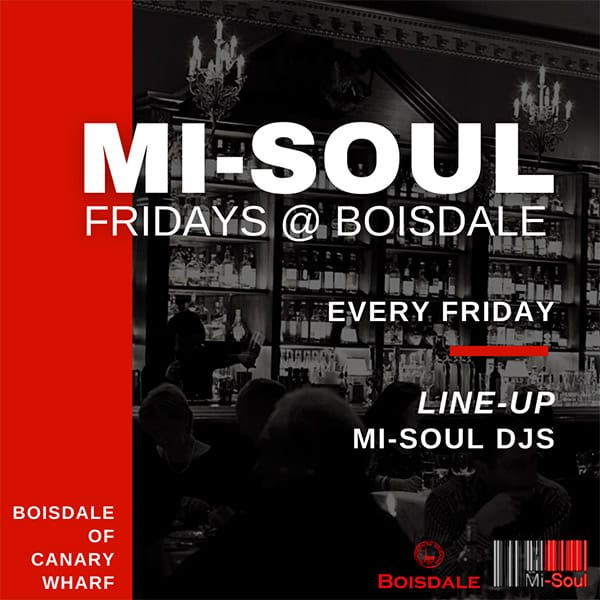 MI-SOUL
FRIDAYS @ BOISDALE
EVERY FRIDAY
LINE-UP
MI-SOUL DJS
BOISDALE
OF
CANARY
WHARF
BOISDALE
Mi-Soul